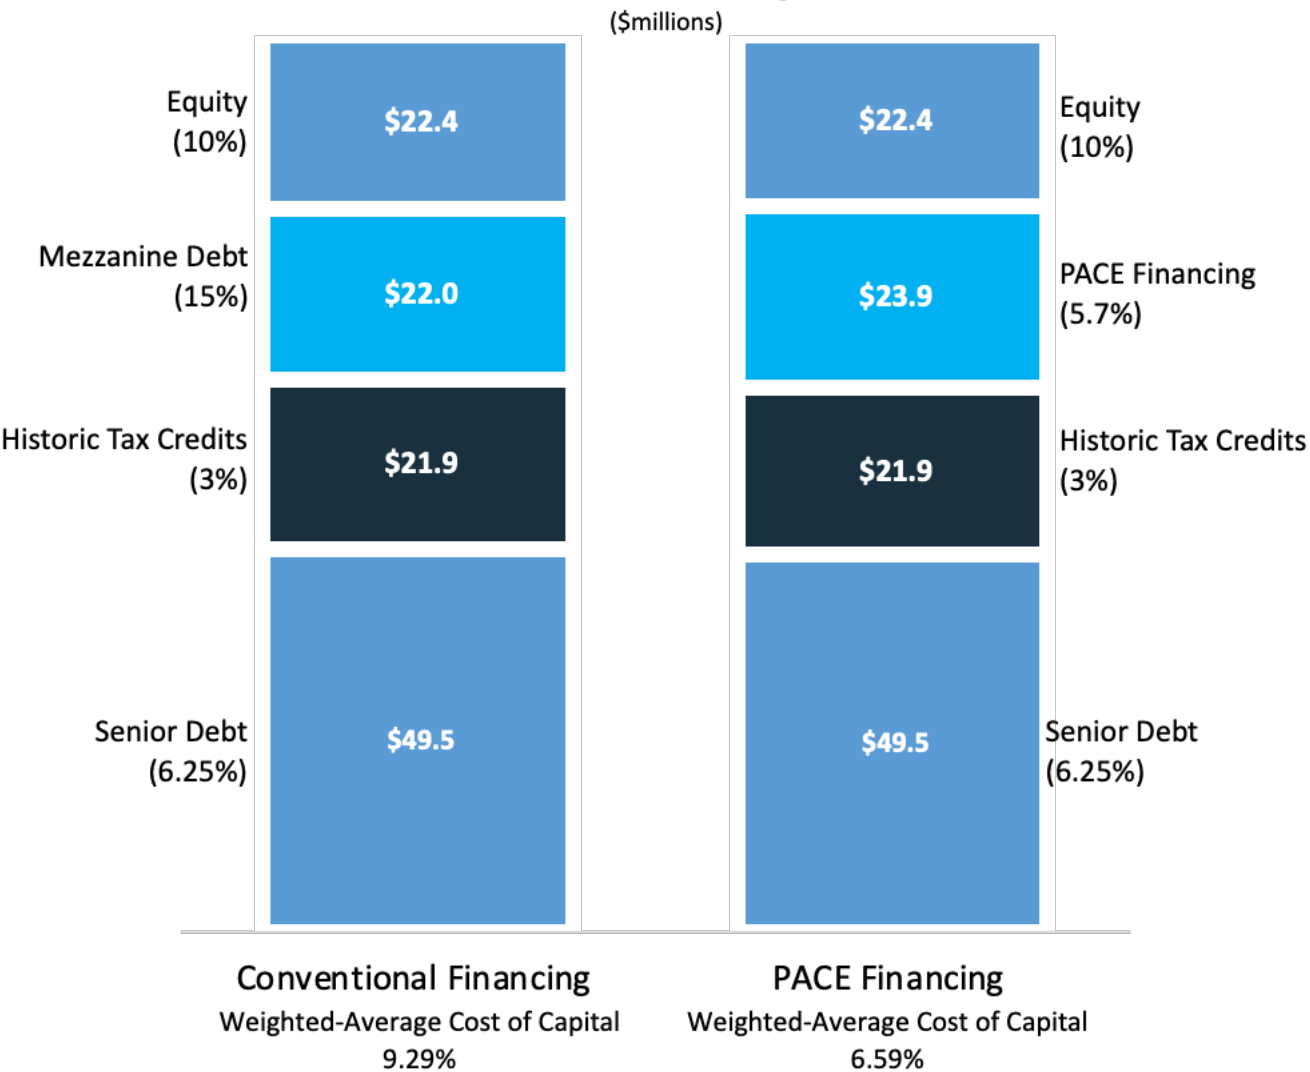 ($millions)
Equity
(10%)
$22.4
Mezzanine Debt
(15%)
$22.0
Historic Tax Credits
(3%)
$21.9
Senior Debt
(6.25%)
$49.5
$22.4
Equity
(10%)
$23.9
PACE Financing
(5.7%)
$21.9
Historic Tax Credits
(3%)
$49.5
Senior Debt
(6.25%)
Conventional Financing
Weighted-Average Cost of Capital
9.29%
PACE Financing
Weighted-Average Cost of Capital
6.59%